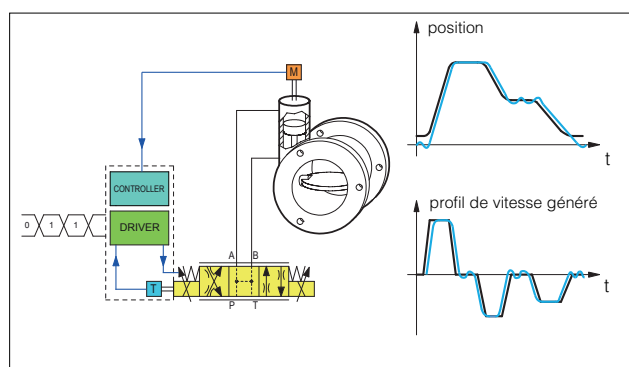 M
CONTROLLER
DRIVER
0 1 1
T
A B
P T
position
t
profil de vitesse généré
t